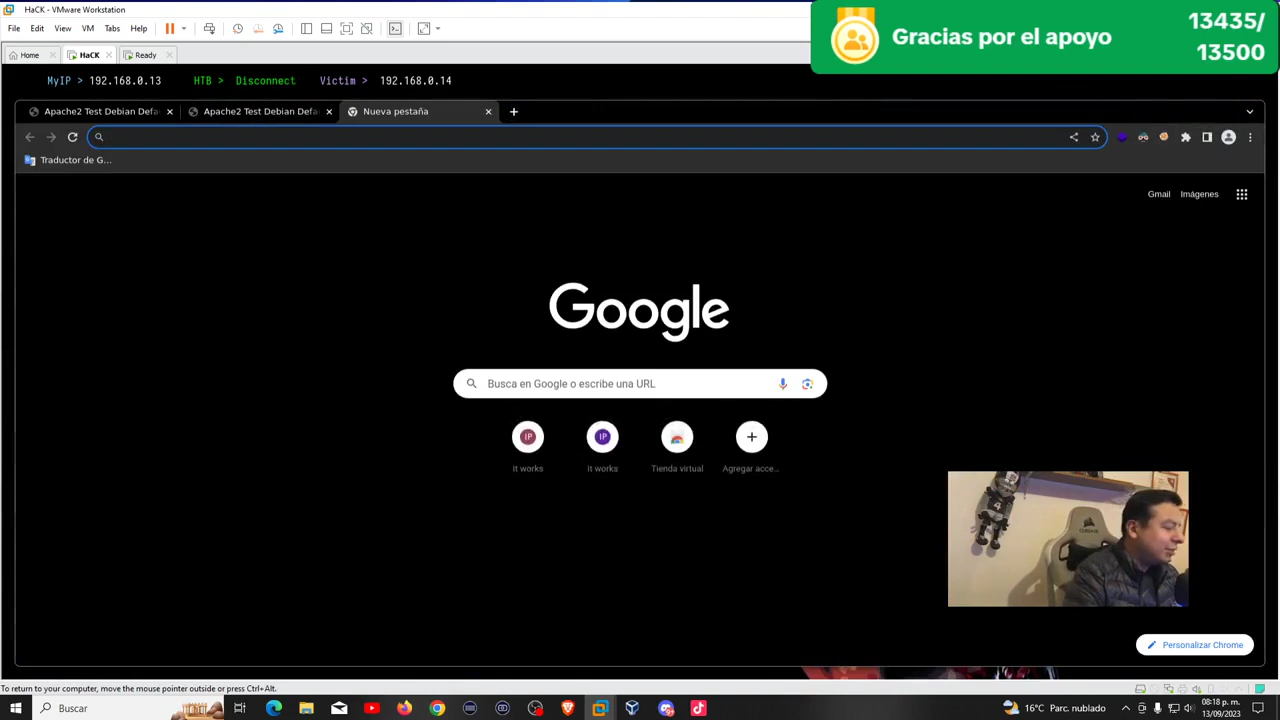 HaCK - VMware Workstation
File Edit View VM Tabs Help
Home HaCK Ready
Gracias por el apoyo
13435/
13500
MyIP > 192.168.0.13 HTB > Disconnect Victim > 192.168.0.14
Apache2 Test Debian Defa Apache2 Test Debian Defa Nueva pestaña
Traductor de G...
Gmail Imágenes
Google
Busca en Google o escribe una URL
IP IP
It works It works Tienda virtual Agregar acce...
Personalizar Chrome
To return to your computer, move the mouse pointer outside or press Ctrl+Alt.
Buscar
16°C Parc. nublado
08:18 p. m.
13/09/2023